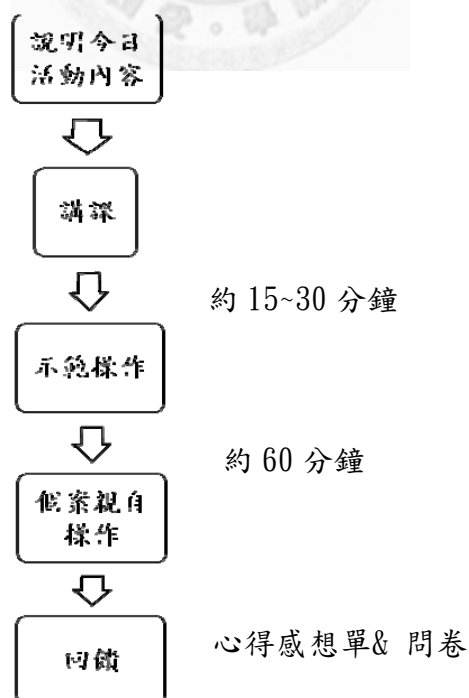 說明今日
活動內容
講課
約 15~30 分鐘
示範操作
約 60 分鐘
個案親自
操作
回饋
心得感想單& 問卷